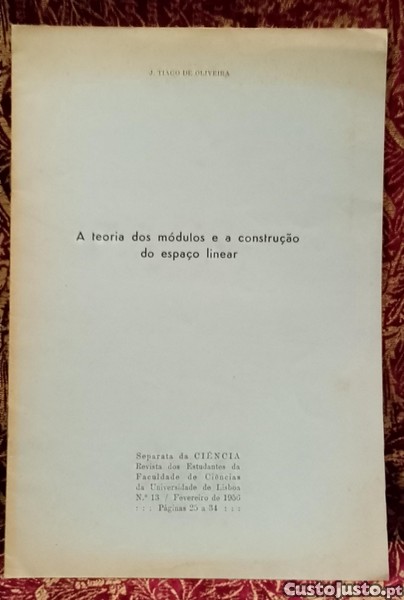 J. TIAGO DE OLIVEIRA
A teoria dos módulos e a construção
do espaço linear
Separata da CIÊNCIA
Revista dos Estudantes da
Faculdade de Ciências
da Universidade de Lisboa
N.º 13 / Fevereiro de 1956
: : : Páginas 25 a 34 : : :
CustoJusto.pt